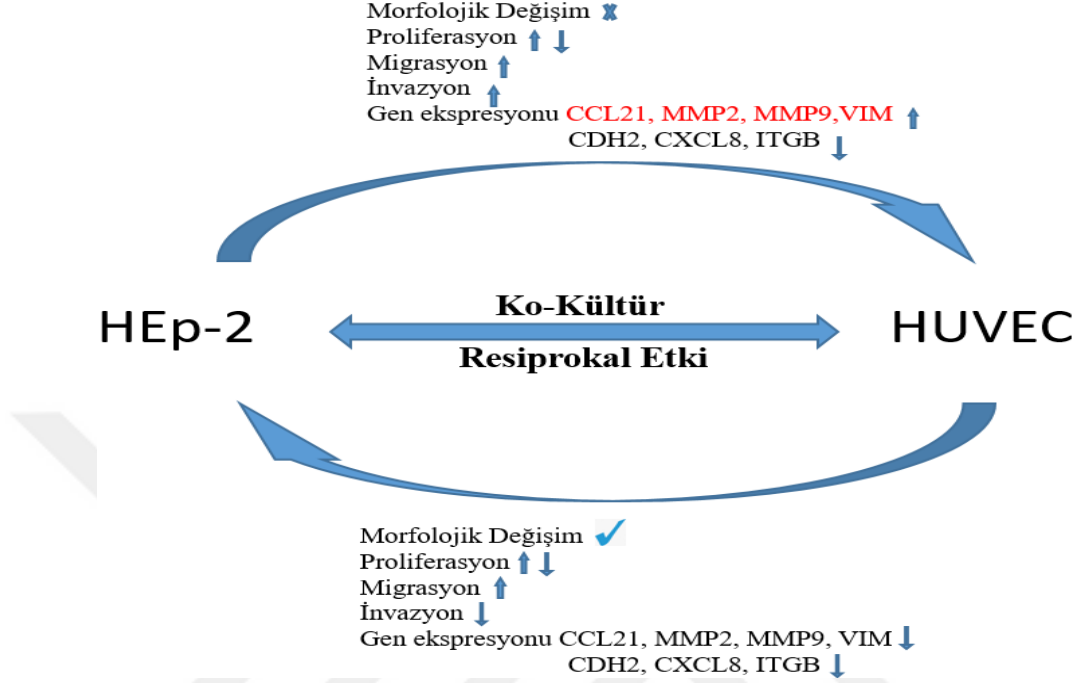 Morfolojik Değişim
Proliferasyon
Migrasyon
İnvazyon
Gen ekspresyonu CCL21, MMP2, MMP9,VIM
CDH2, CXCL8, ITGB
HEp-2
Ko-Kültür
Resiprokal Etki
HUVEC
Morfolojik Değişim
Proliferasyon
Migrasyon
İnvazyon
Gen ekspresyonu CCL21, MMP2, MMP9, VIM
CDH2, CXCL8, ITGB